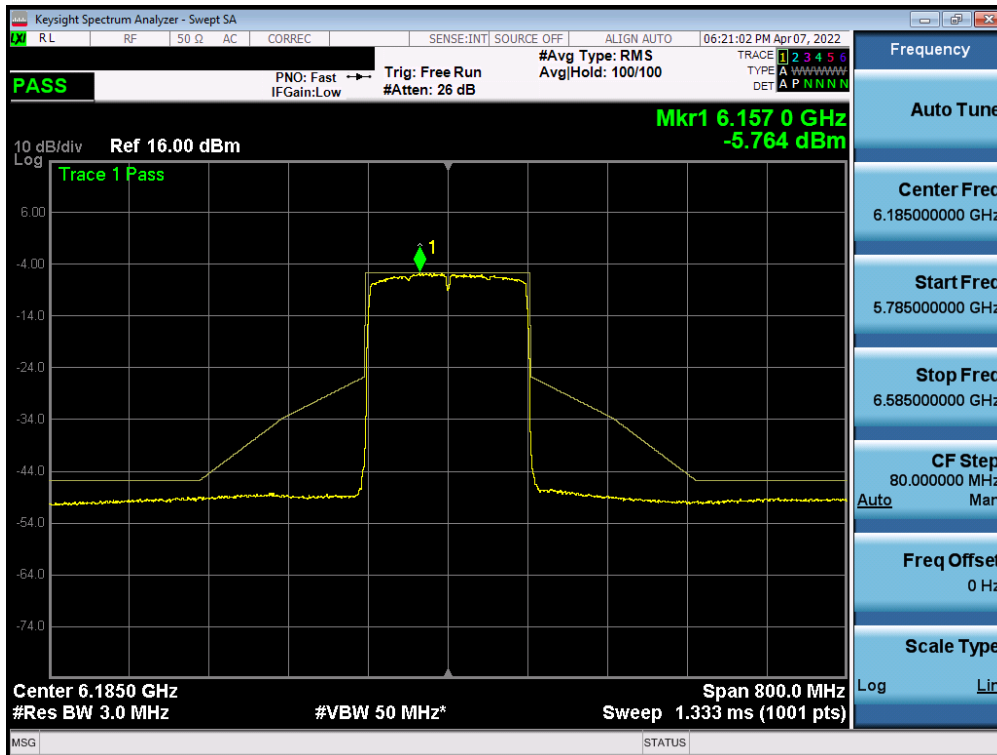 Keysight Spectrum Analyzer - Swept SA
LXI RL RF 50 Ω AC CORREC SENSE:INT SOURCE OFF ALIGN AUTO 06:21:02 PM Apr 07, 2022
PASS
PNO: Fast
IFGain:Low
Trig: Free Run
#Atten: 26 dB
#Avg Type: RMS
Avg|Hold: 100/100
TRACE 1 2 3 4 5 6
TYPE A WWWWW
DET A P N N N N
Mkr1 6.157 0 GHz
-5.764 dBm
10 dB/div Ref 16.00 dBm
Log
Trace 1 Pass
1
6.00
-4.00
-14.0
-24.0
-34.0
-44.0
-54.0
-64.0
-74.0
Center 6.1850 GHz Span 800.0 MHz
#Res BW 3.0 MHz #VBW 50 MHz* Sweep 1.333 ms (1001 pts)
MSG STATUS
Frequency
Auto Tune
Center Freq
6.185000000 GHz
Start Freq
5.785000000 GHz
Stop Freq
6.585000000 GHz
CF Step
80.000000 MHz
Auto Man
Freq Offset
0 Hz
Scale Type
Log Lin